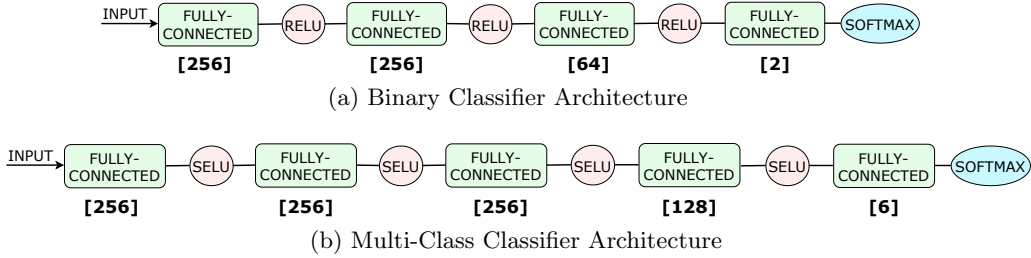 INPUT
FULLY-
CONNECTED
RELU
FULLY-
CONNECTED
RELU
FULLY-
CONNECTED
RELU
FULLY-
CONNECTED
SOFTMAX
[256]
[256]
[64]
[2]
(a) Binary Classifier Architecture
INPUT
FULLY-
CONNECTED
SELU
FULLY-
CONNECTED
SELU
FULLY-
CONNECTED
SELU
FULLY-
CONNECTED
SELU
FULLY-
CONNECTED
SOFTMAX
[256]
[256]
[256]
[128]
[6]
(b) Multi-Class Classifier Architecture